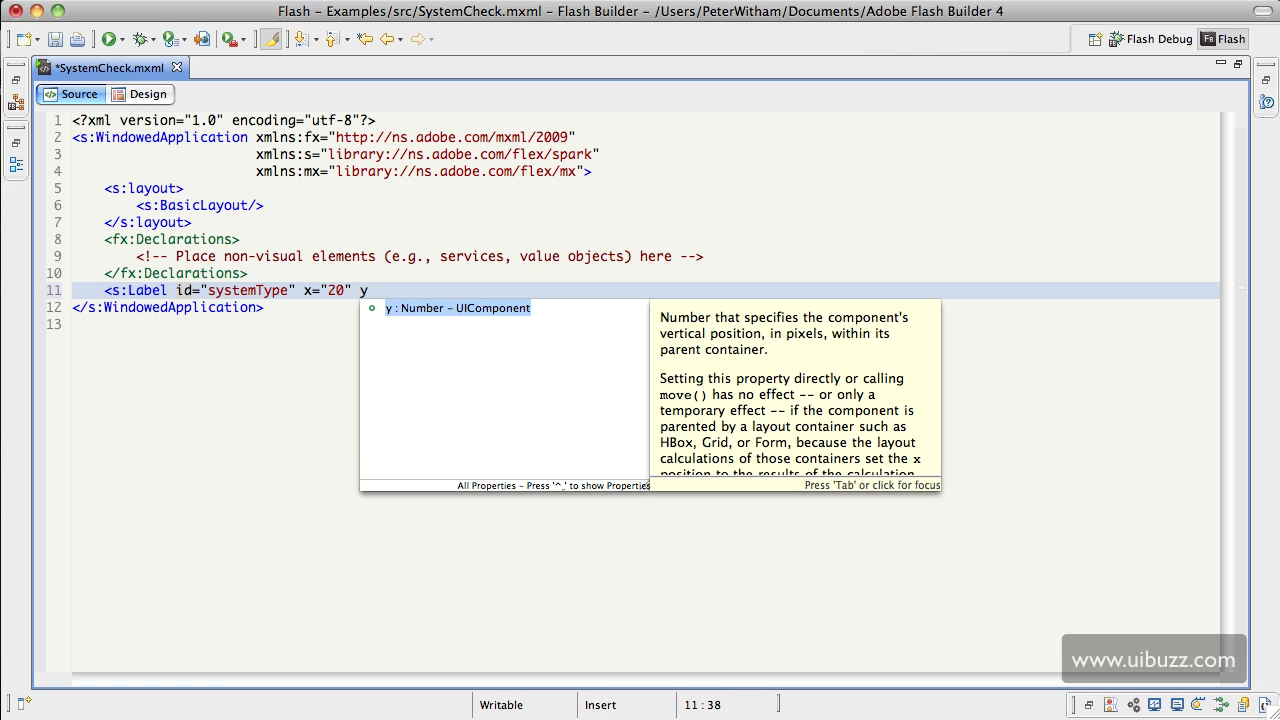 Flash - Examples/src/SystemCheck.mxml - Flash Builder - /Users/PeterWitham/Documents/Adobe Flash Builder 4
Flash Debug
Fb Flash
*SystemCheck.mxml
Source
Design
1 <?xml version="1.0" encoding="utf-8"?>
2 <s:WindowedApplication xmlns:fx="http://ns.adobe.com/mxml/2009"
3 xmlns:s="library://ns.adobe.com/flex/spark"
4 xmlns:mx="library://ns.adobe.com/flex/mx">
5 <s:layout>
6 <s:BasicLayout/>
7 </s:layout>
8 <fx:Declarations>
9 <!-- Place non-visual elements (e.g., services, value objects) here -->
10 </fx:Declarations>
11 <s:Label id="systemType" x="20" y
12 </s:WindowedApplication>
13
y : Number - UIComponent
All Properties - Press '^_' to show Properties
Number that specifies the component's
vertical position, in pixels, within its
parent container.
Setting this property directly or calling
move() has no effect -- or only a
temporary effect -- if the component is
parented by a layout container such as
HBox, Grid, or Form, because the layout
calculations of those containers set the x
position to the results of the calculation
Press 'Tab' or click for focus
www.uibuzz.com
Writable
Insert
11 : 38